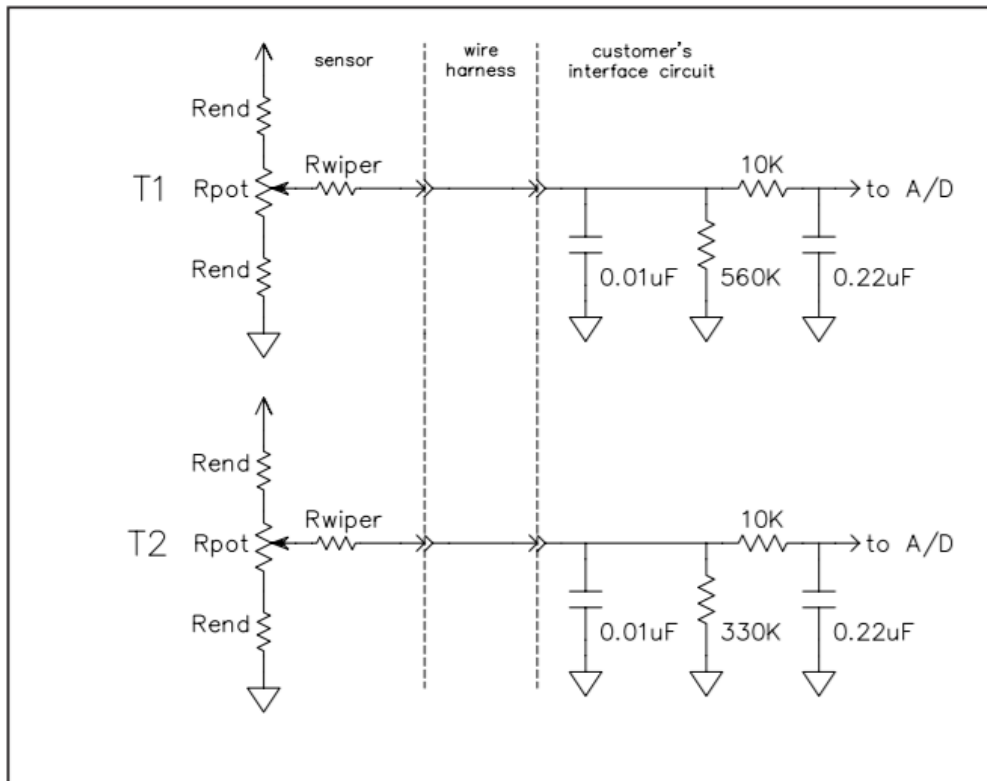 sensor
wire
harness
customer's
interface circuit
Rend
Rwiper
10K
T1
Rpot
to A/D
Rend
0.01uF
560K
0.22uF
Rend
Rwiper
10K
T2
Rpot
to A/D
Rend
0.01uF
330K
0.22uF